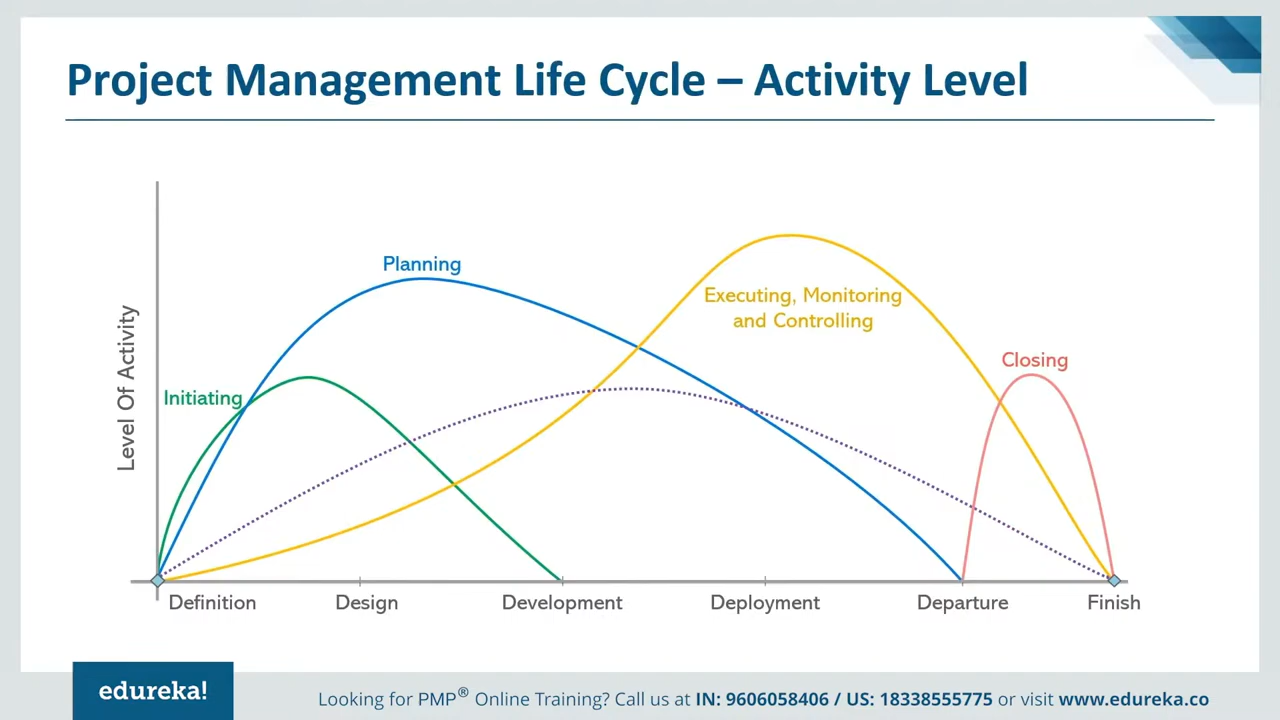 Project Management Life Cycle – Activity Level
Level Of Activity
Initiating
Planning
Executing, Monitoring
and Controlling
Closing
Definition
Design
Development
Deployment
Departure
Finish
edureka!
Looking for PMP® Online Training? Call us at IN: 9606058406 / US: 18338555775 or visit www.edureka.co